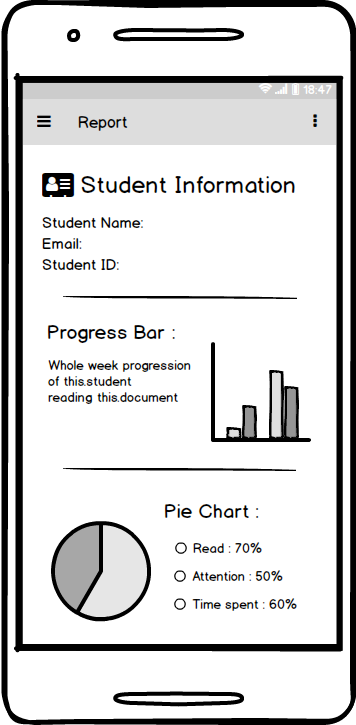 18:47
Report
Student Information
Student Name:
Email:
Student ID:
Progress Bar :
Whole week progression
of this.student
reading this.document
Pie Chart :
Read : 70%
Attention : 50%
Time spent : 60%